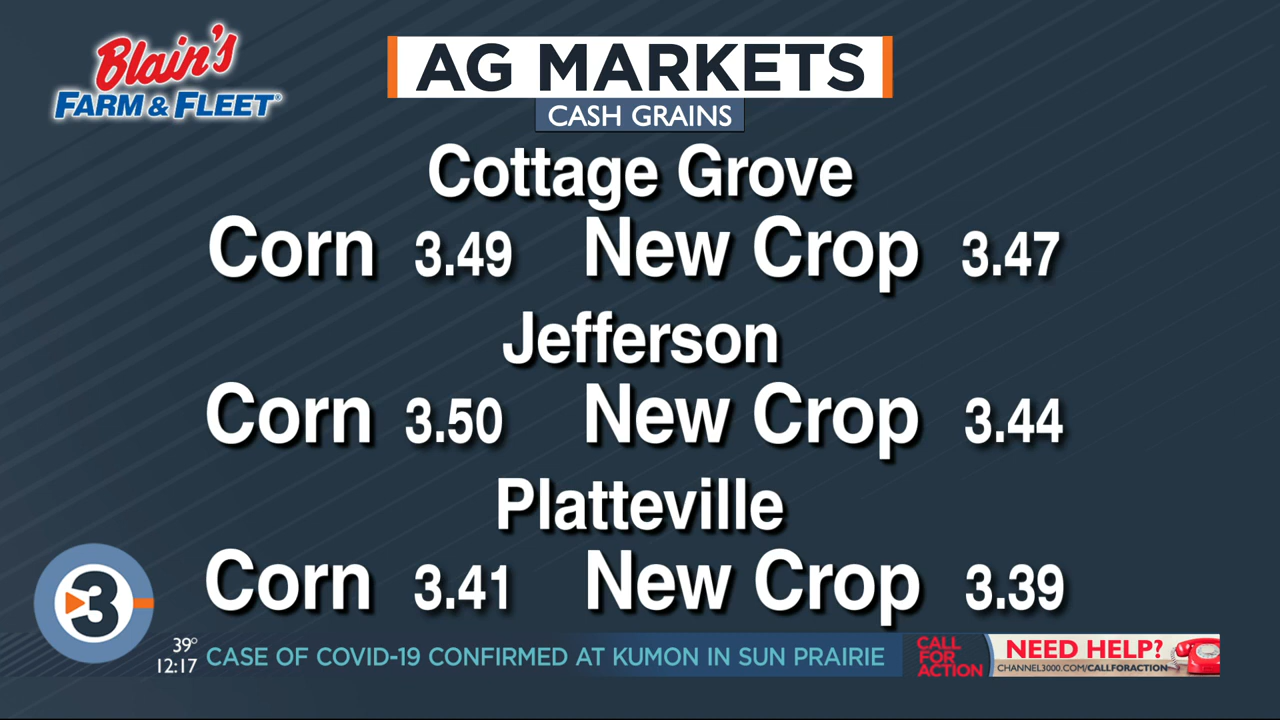 Blain's
FARM & FLEET®
AG MARKETS
CASH GRAINS
Cottage Grove
Corn 3.49 New Crop 3.47
Jefferson
Corn 3.50 New Crop 3.44
Platteville
Corn 3.41 New Crop 3.39
3
39°
12:17
CASE OF COVID-19 CONFIRMED AT KUMON IN SUN PRAIRIE
CALL
FOR
ACTION
NEED HELP?
CHANNEL3000.COM/CALLFORACTION